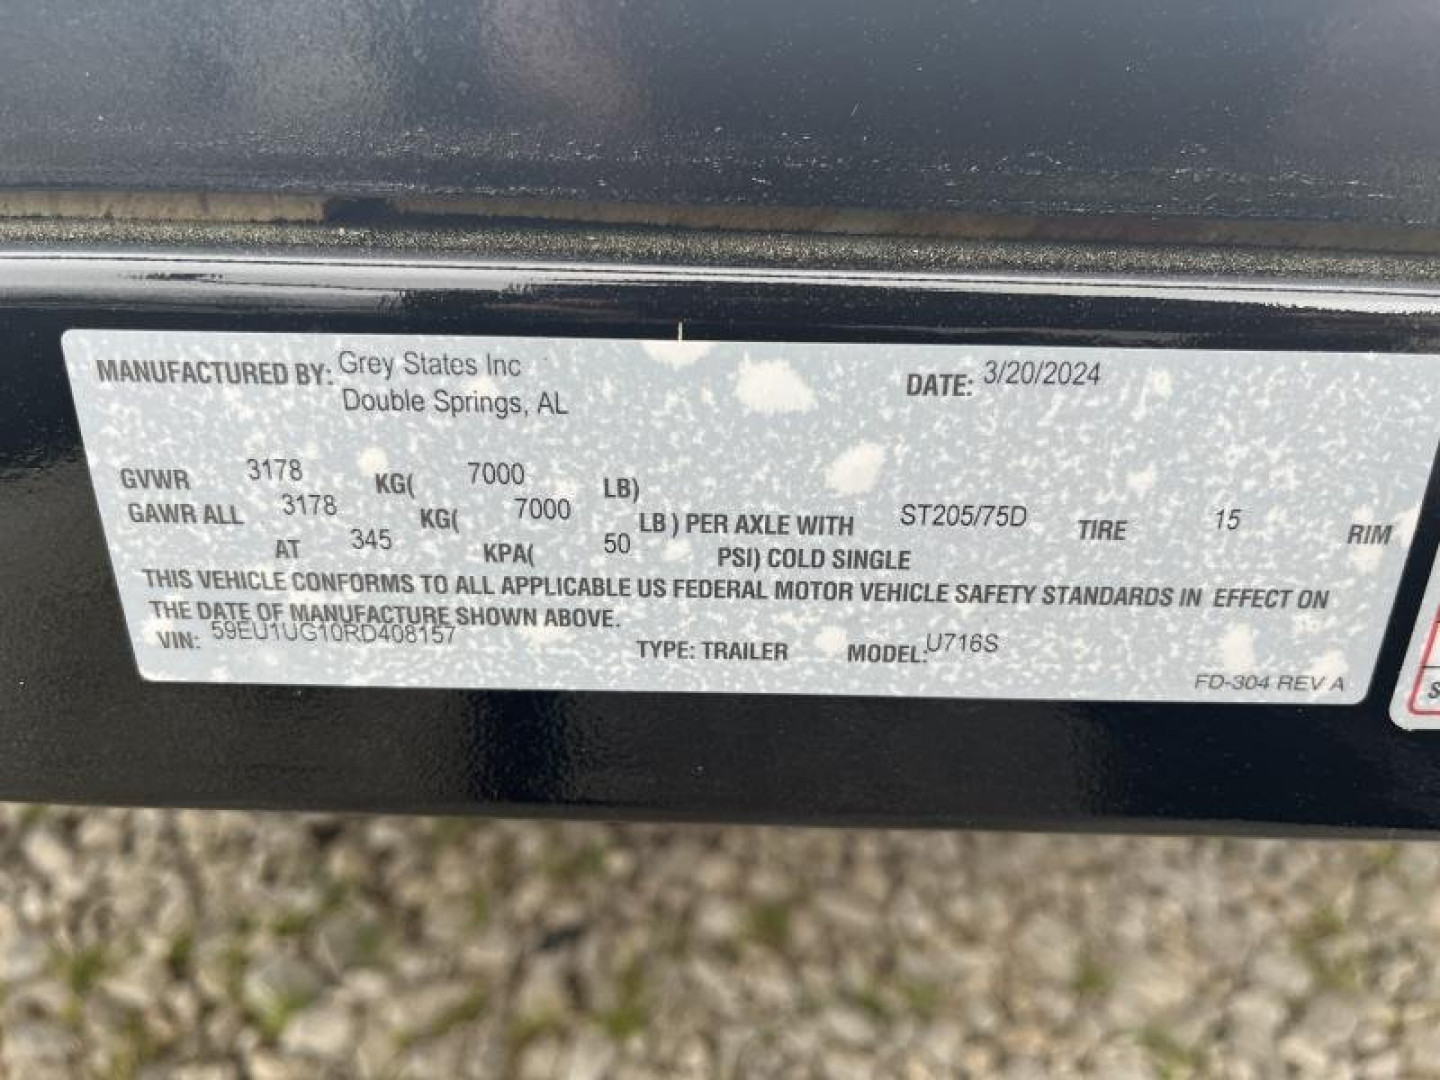 MANUFACTURED BY: Grey States Inc DATE: 3/20/2024
Double Springs, AL
GVWR 3178 KG( 7000 LB)
GAWR ALL 3178 KG( 7000 LB ) PER AXLE WITH ST205/75D TIRE 15 RIM
AT 345 KPA( 50 PSI) COLD SINGLE
THIS VEHICLE CONFORMS TO ALL APPLICABLE US FEDERAL MOTOR VEHICLE SAFETY STANDARDS IN EFFECT ON
THE DATE OF MANUFACTURE SHOWN ABOVE.
VIN: 59EU1UG10RD408157 TYPE: TRAILER MODEL: U716S
FD-304 REV A
S